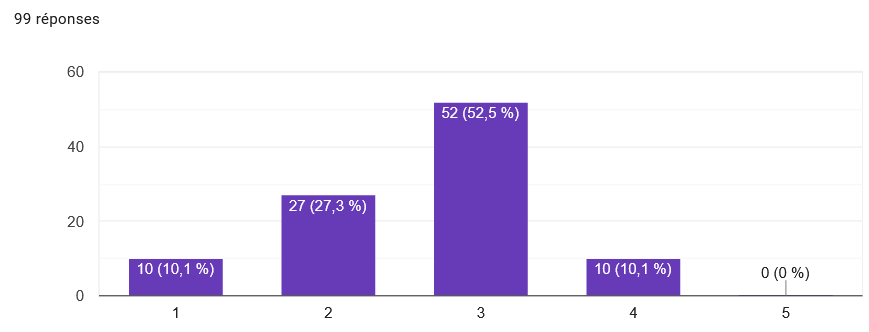 99 réponses
60
40
20
0
52 (52,5 %)
27 (27,3 %)
10 (10,1 %)
10 (10,1 %)
0 (0 %)
1 2 3 4 5